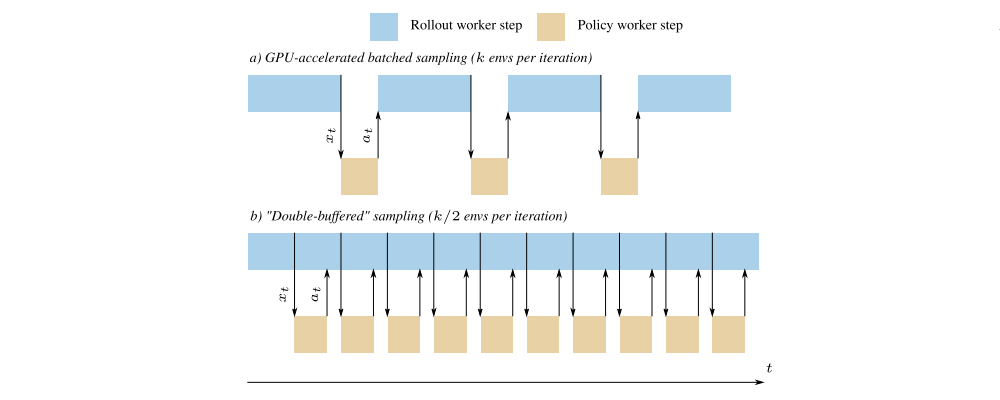 Rollout worker step Policy worker step
a) GPU-accelerated batched sampling (k envs per iteration)
x_t a_t
b) "Double-buffered" sampling (k/2 envs per iteration)
x_t a_t
t